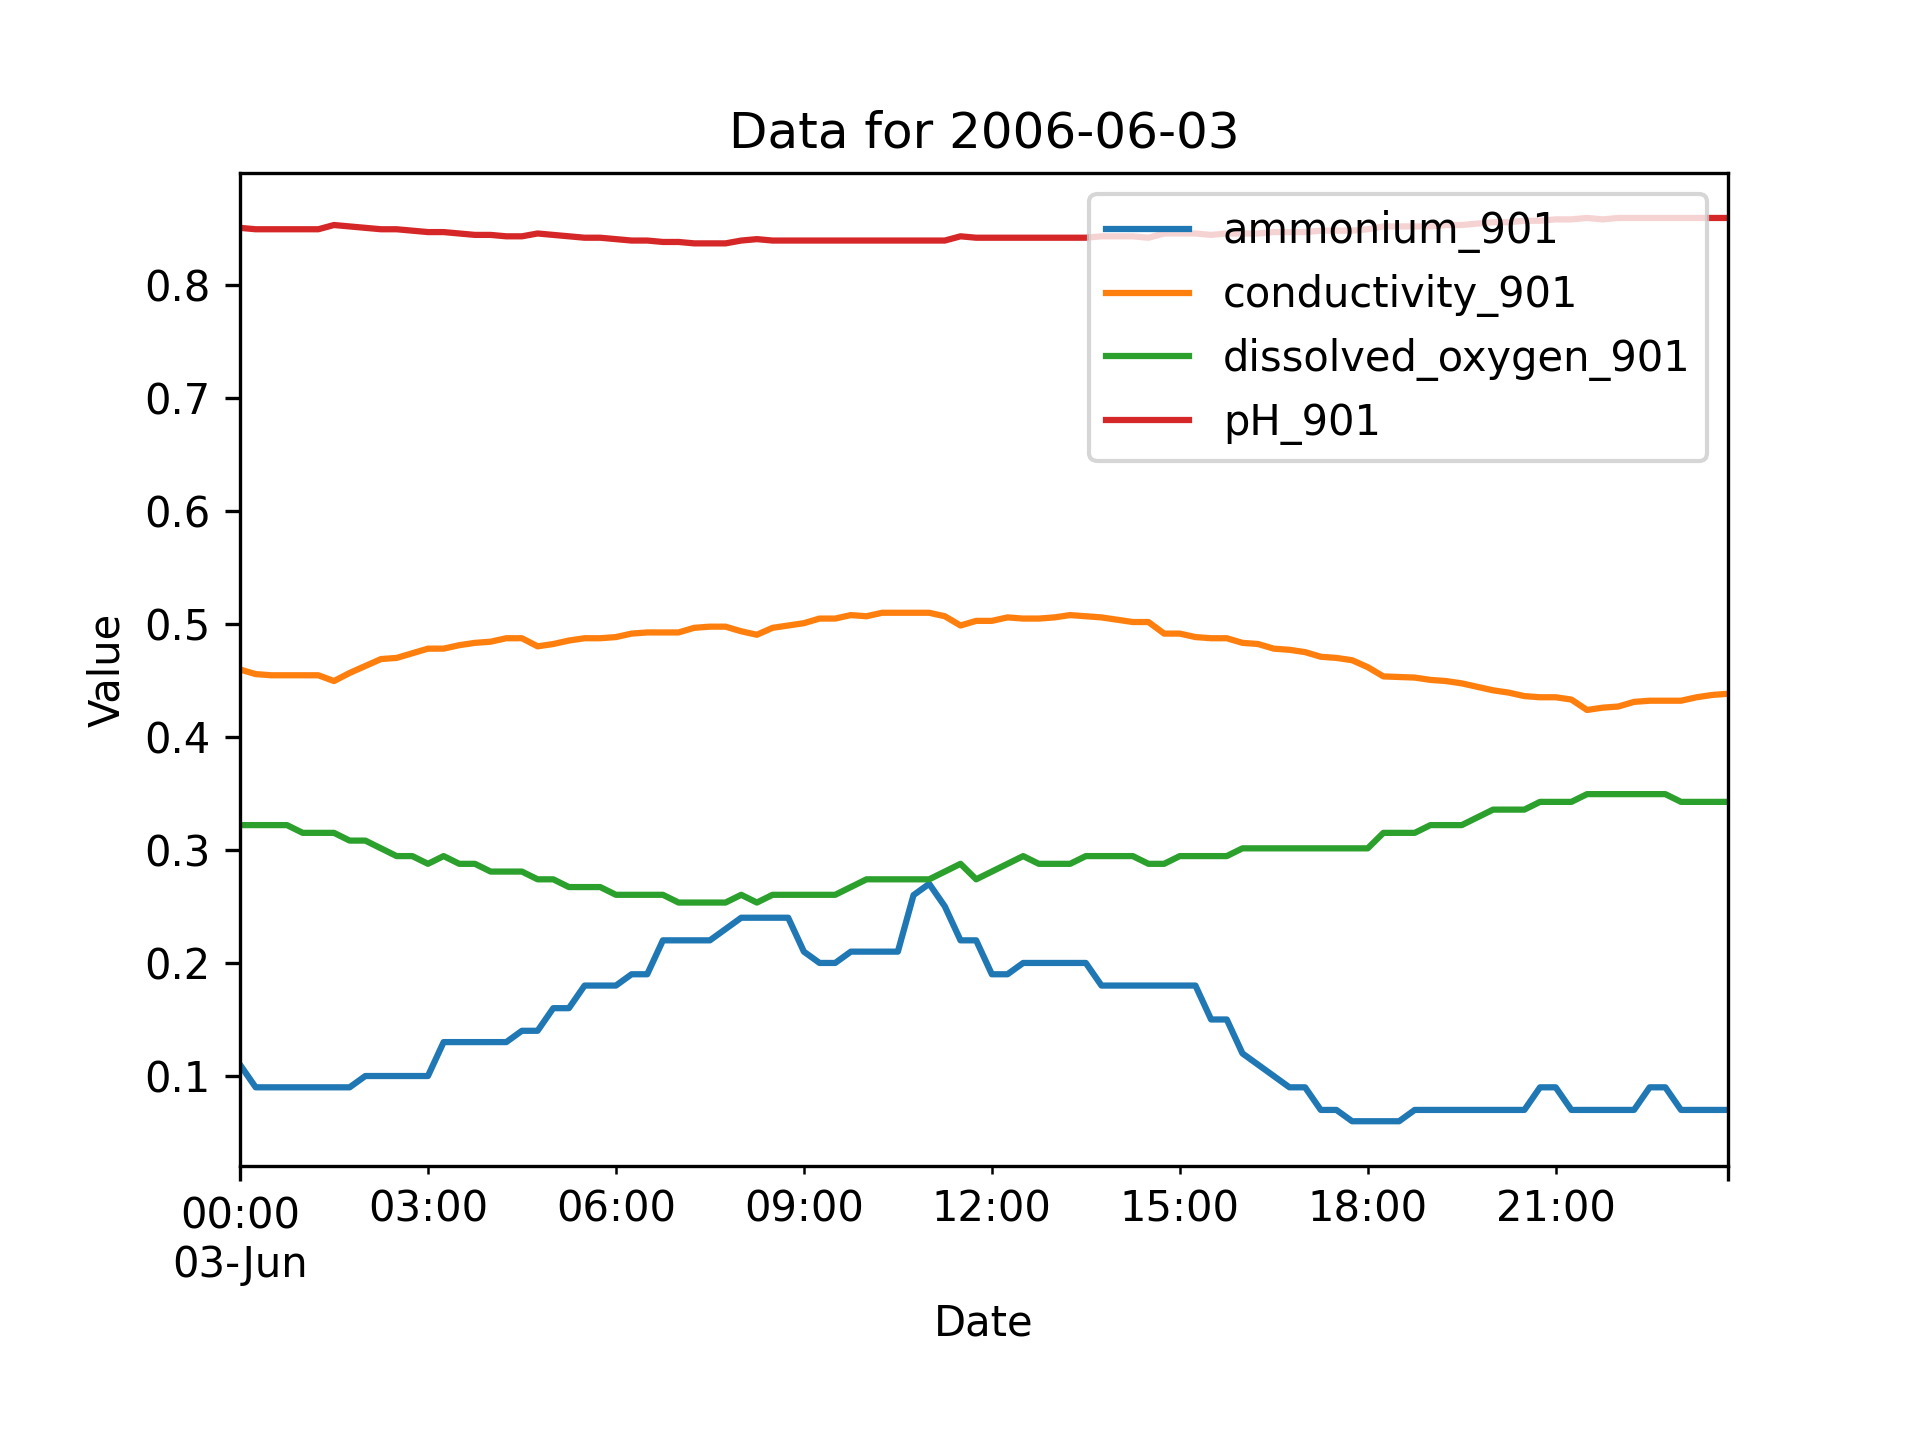 Data for 2006-06-03
ammonium_901
conductivity_901
dissolved_oxygen_901
pH_901
Value
0.8
0.7
0.6
0.5
0.4
0.3
0.2
0.1
00:00 03:00 06:00 09:00 12:00 15:00 18:00 21:00
03-Jun
Date